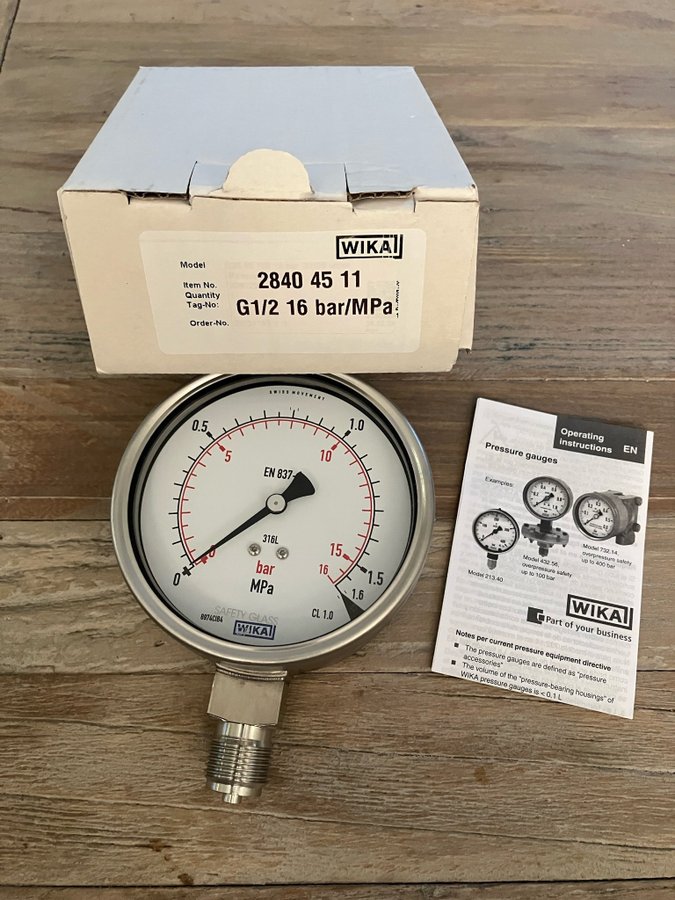 WIKA
Model
Item No.
2840 45 11
Quantity
Tag-No:
G1/2 16 bar/MPa
Order-No.
SWISS MOVEMENT
0.5
1.0
5
10
EN 837-
316L
0
0
15
bar
16
1.5
MPa
1.6
SAFETY GLASS
CL 1.0
WIKA
Operating
instructions
EN
Pressure gauges
Examples:
Model 732.14,
overpressure safety
up to 400 bar
Model 432.56,
overpressure safety
up to 100 bar
Model 213.40
WIKA
Part of your business
Notes per current pressure equipment directive
■ The pressure gauges are defined as "pressure
accessories"
■ The volume of the "pressure-bearing housings" of
WIKA pressure gauges is < 0.1 L